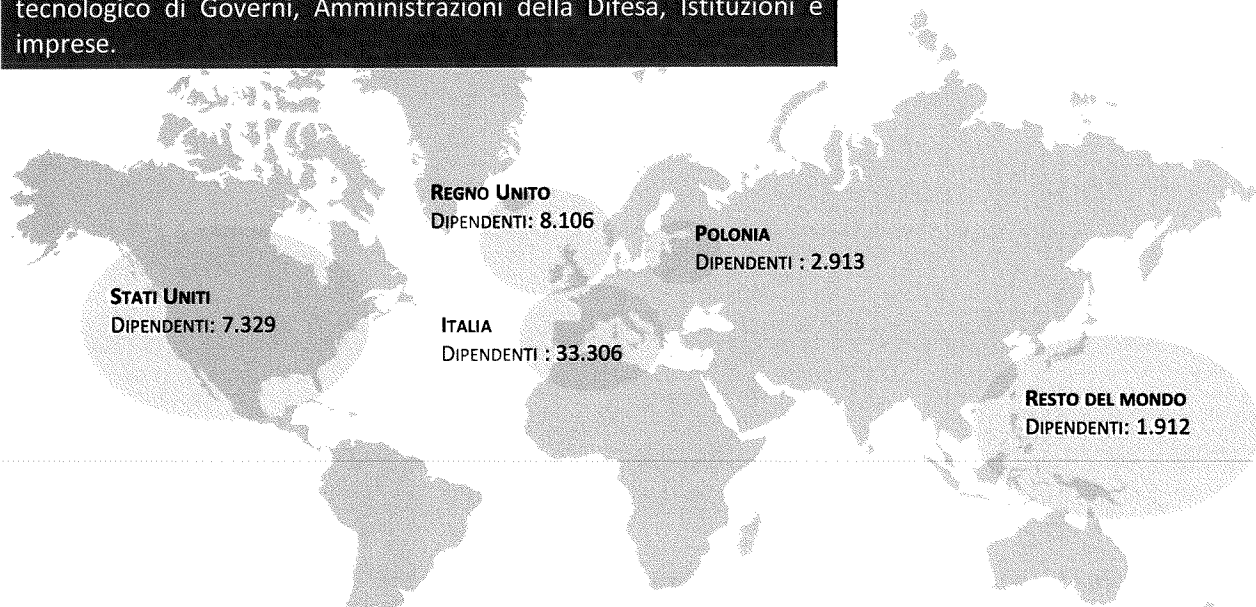 tecnologico di Governi, Amministrazioni della Difesa, Istituzioni e
imprese.
REGNO UNITO
DIPENDENTI: 8.106
POLONIA
DIPENDENTI : 2.913
STATI UNITI
DIPENDENTI: 7.329
ITALIA
DIPENDENTI : 33.306
RESTO DEL MONDO
DIPENDENTI: 1.912